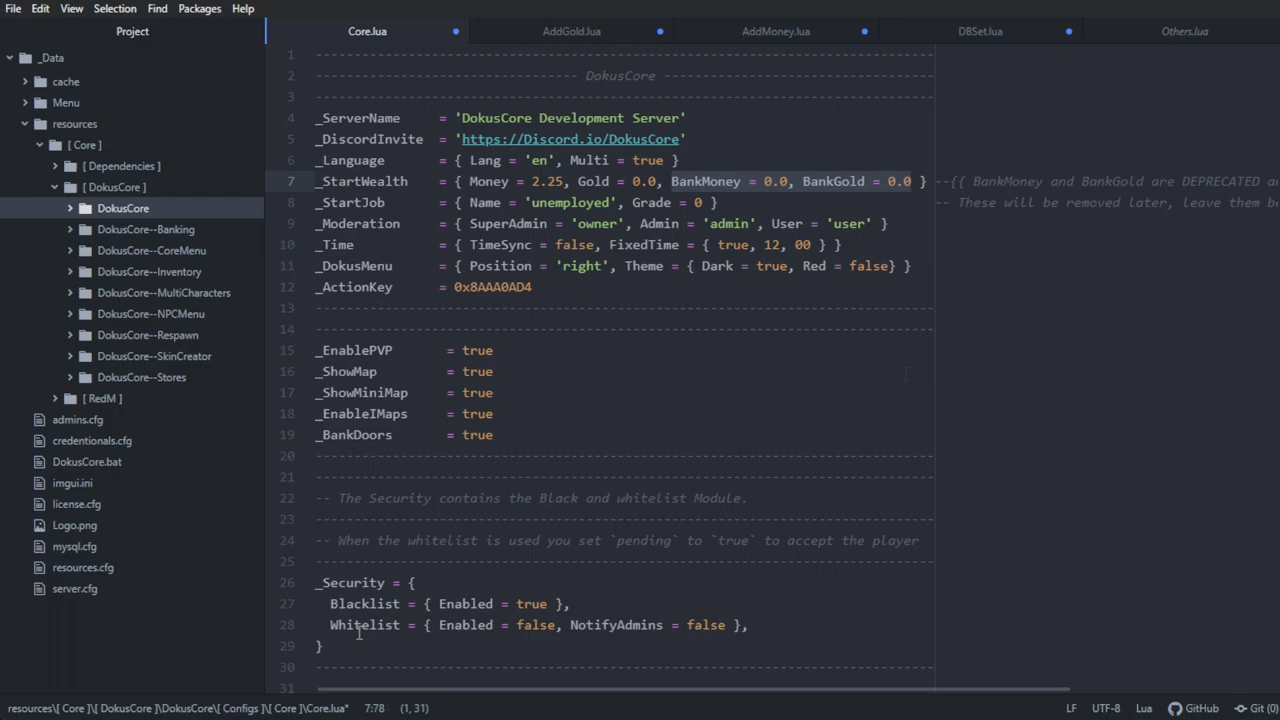 File Edit View Selection Find Packages Help
Project
_Data
cache
Menu
resources
[ Core ]
[ Dependencies ]
[ DokusCore ]
DokusCore
DokusCore--Banking
DokusCore--CoreMenu
DokusCore--Inventory
DokusCore--MultiCharacters
DokusCore--NPCMenu
DokusCore--Respawn
DokusCore--SkinCreator
DokusCore--Stores
[ RedM ]
admins.cfg
credentionals.cfg
DokusCore.bat
imgui.ini
license.cfg
Logo.png
mysql.cfg
resources.cfg
server.cfg
Core.lua AddGold.lua AddMoney.lua DBSet.lua Others.lua
1 --------------------------------------------------------------------------------
2 ---------------------------------- DokusCore -----------------------------------
3 --------------------------------------------------------------------------------
4 _ServerName = 'DokusCore Development Server'
5 _DiscordInvite = 'https://Discord.io/DokusCore'
6 _Language = { Lang = 'en', Multi = true }
7 _StartWealth = { Money = 2.25, Gold = 0.0, BankMoney = 0.0, BankGold = 0.0 } --{{ BankMoney and BankGold are DEPRECATED an
8 _StartJob = { Name = 'unemployed', Grade = 0 } -- These will be removed later, leave them be
9 _Moderation = { SuperAdmin = 'owner', Admin = 'admin', User = 'user' }
10 _Time = { TimeSync = false, FixedTime = { true, 12, 00 } }
11 _DokusMenu = { Position = 'right', Theme = { Dark = true, Red = false} }
12 _ActionKey = 0x8AAA0AD4
13 --------------------------------------------------------------------------------
14 --------------------------------------------------------------------------------
15 _EnablePVP = true
16 _ShowMap = true
17 _ShowMiniMap = true
18 _EnableIMaps = true
19 _BankDoors = true
20 --------------------------------------------------------------------------------
21 --------------------------------------------------------------------------------
22 -- The Security contains the Black and whitelist Module.
23 --------------------------------------------------------------------------------
24 -- When the whitelist is used you set `pending` to `true` to accept the player
25 --------------------------------------------------------------------------------
26 _Security = {
27 Blacklist = { Enabled = true },
28 Whitelist = { Enabled = false, NotifyAdmins = false },
29 }
30 --------------------------------------------------------------------------------
31
resources\[ Core ]\[ DokusCore ]\DokusCore\[ Configs ]\[ Core ]\Core.lua* 7:78 (1, 31) LF UTF-8 Lua GitHub Git (0)